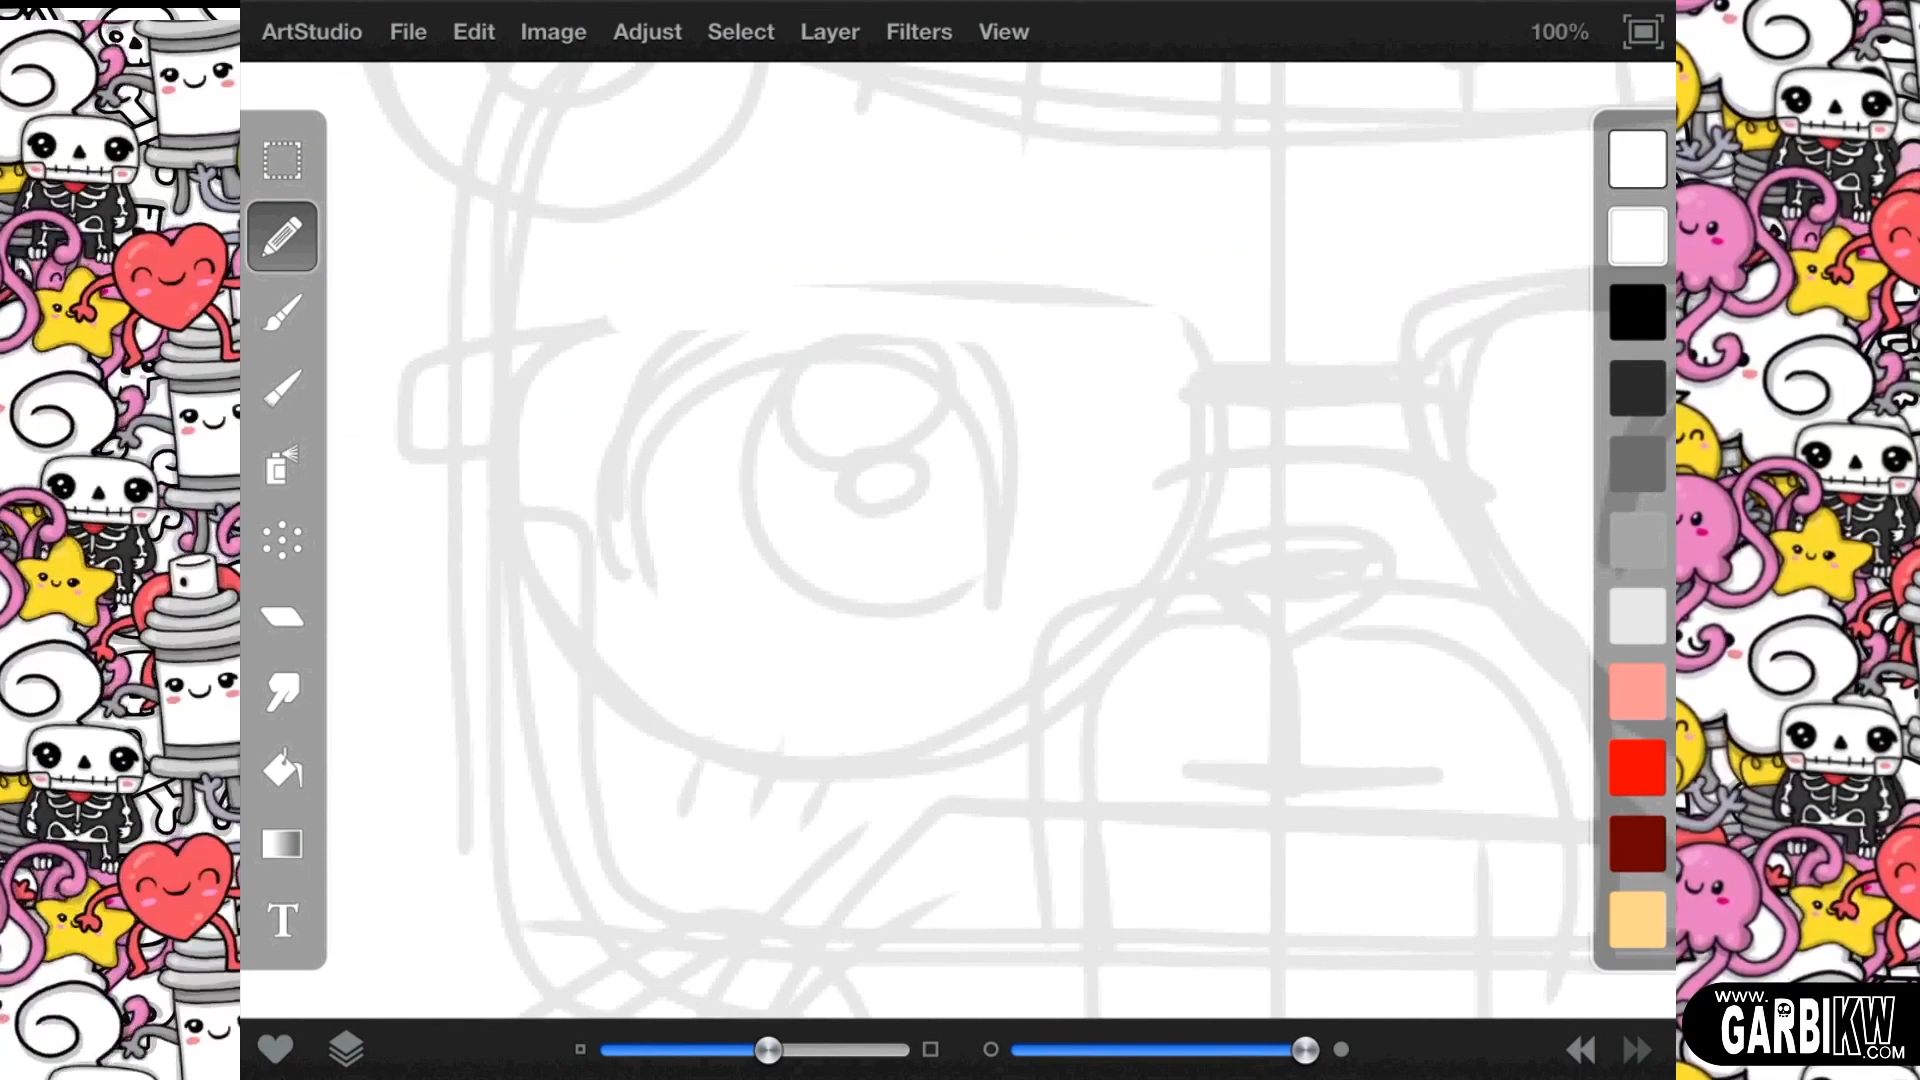 ArtStudio File Edit Image Adjust Select Layer Filters View 100%
T
WWW.
GARBIKW
.COM